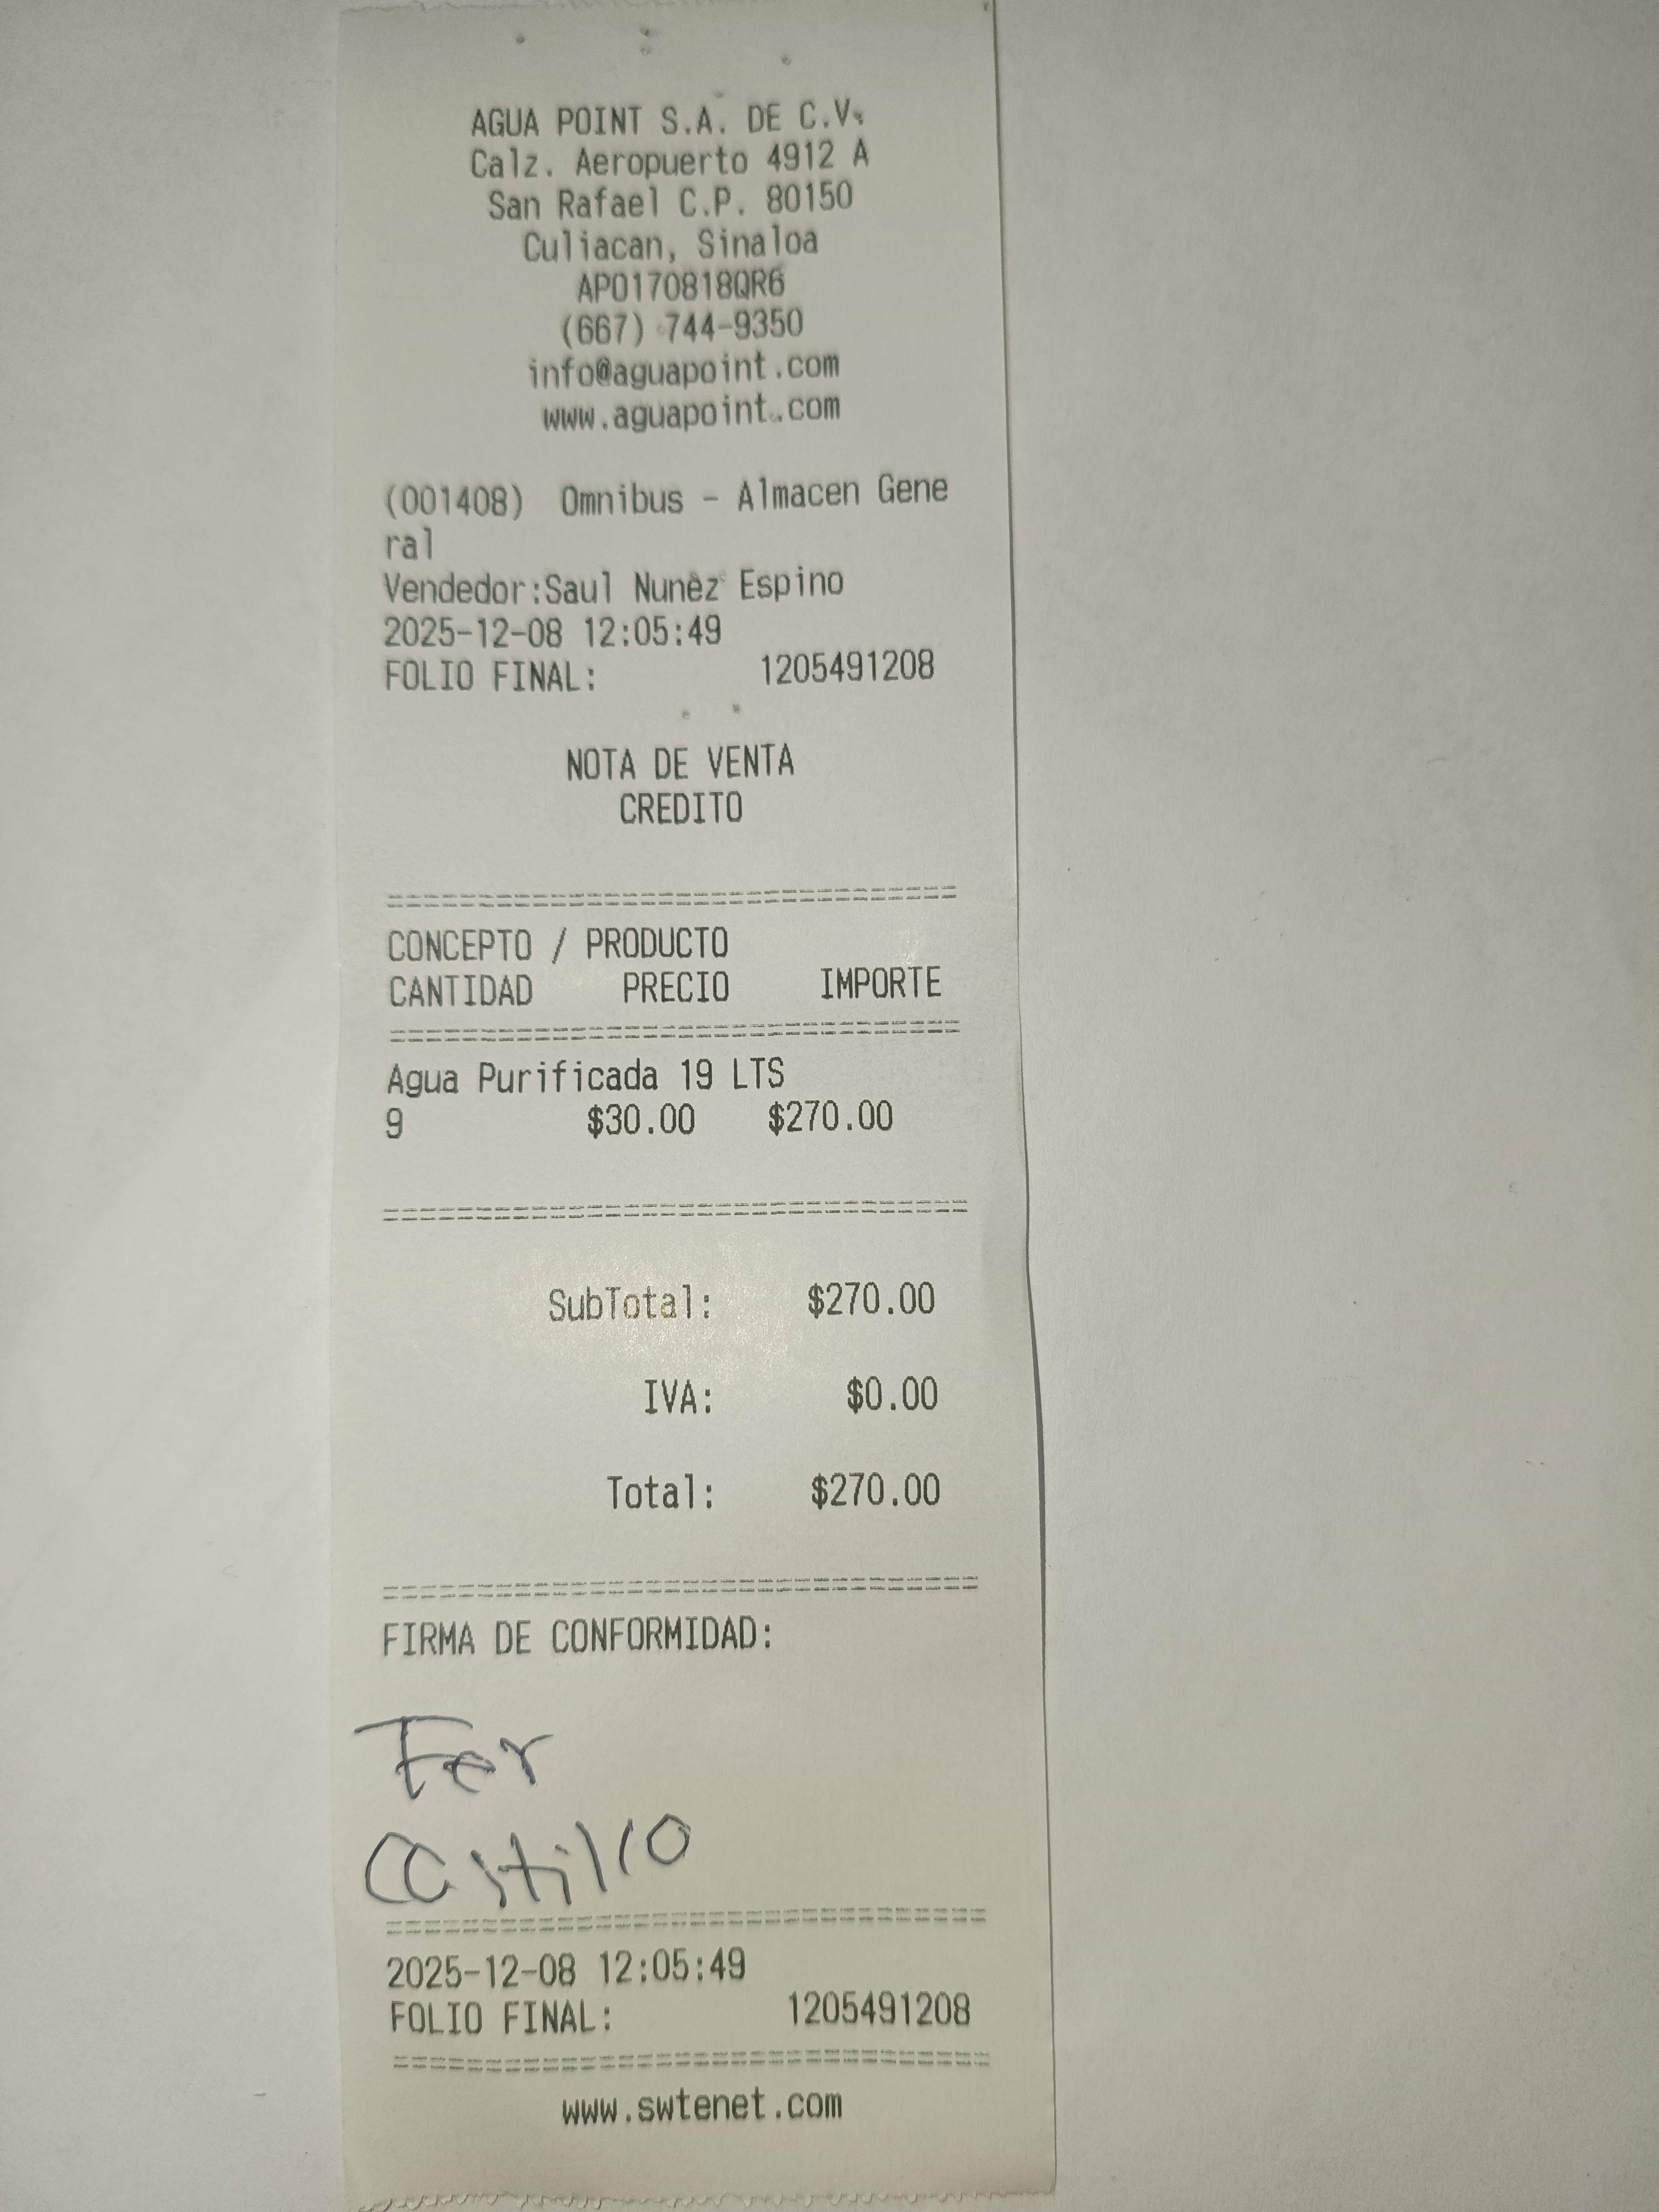 AGUA POINT S.A. DE C.V.
Calz. Aeropuerto 4912 A
San Rafael C.P. 80150
Culiacan, Sinaloa
APO170818QR6
(667) 744-9350
info@aguapoint.com
www.aguapoint.com
(001408) Omnibus - Almacen Gene
ral
Vendedor:Saul Nunez Espino
2025-12-08 12:05:49
FOLIO FINAL: 1205491208
NOTA DE VENTA
CREDITO
CONCEPTO / PRODUCTO
CANTIDAD PRECIO IMPORTE
Agua Purificada 19 LTS
9 $30.00 $270.00
SubTotal: $270.00
IVA: $0.00
Total: $270.00
FIRMA DE CONFORMIDAD:
Fer
Castillo
2025-12-08 12:05:49
FOLIO FINAL: 1205491208
www.swtenet.com